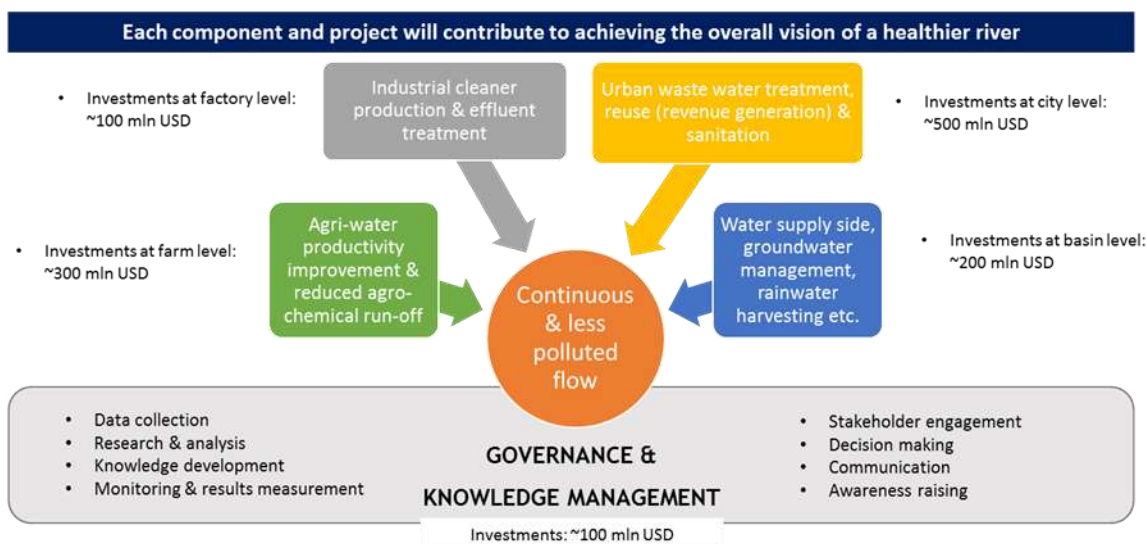 Each component and project will contribute to achieving the overall vision of a healthier river
• Investments at factory level:
~100 mln USD
Industrial cleaner
production & effluent
treatment
Urban waste water treatment,
reuse (revenue generation) &
sanitation
• Investments at city level:
~500 mln USD
• Investments at farm level:
~300 mln USD
Agri-water
productivity
improvement &
reduced agro-
chemical run-off
Continuous
& less
polluted
flow
Water supply side,
groundwater
management,
rainwater
harvesting etc.
• Investments at basin level:
~200 mln USD
• Data collection
• Research & analysis
• Knowledge development
• Monitoring & results measurement
GOVERNANCE &
KNOWLEDGE MANAGEMENT
Investments: ~100 mln USD
• Stakeholder engagement
• Decision making
• Communication
• Awareness raising